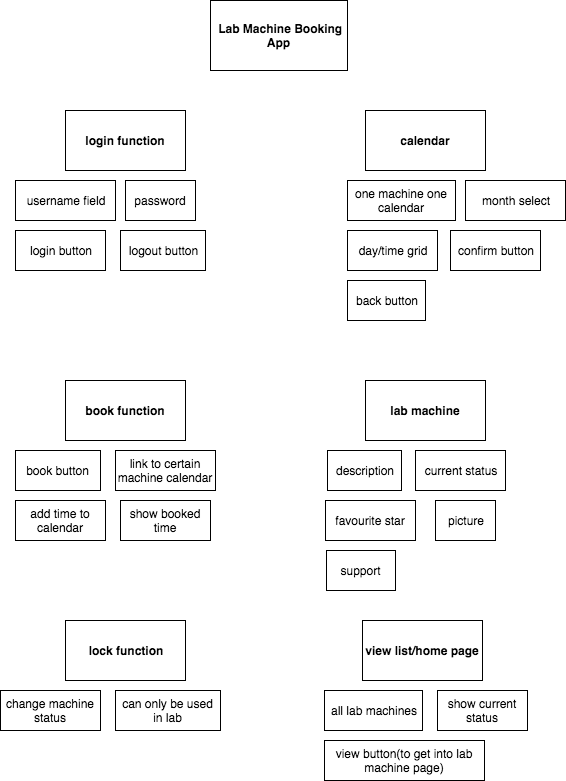 Lab Machine Booking
App
login function
username field
password
login button
logout button
calendar
one machine one
calendar
month select
day/time grid
confirm button
back button
book function
book button
link to certain
machine calendar
add time to
calendar
show booked
time
lab machine
description
current status
favourite star
picture
support
lock function
change machine
status
can only be used
in lab
view list/home page
all lab machines
show current
status
view button(to get into lab
machine page)